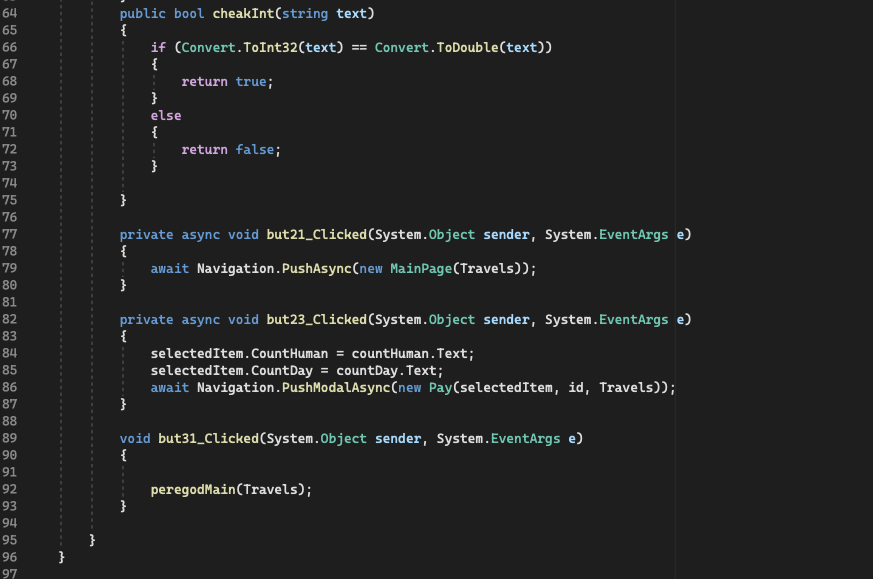 64 public bool cheakInt(string text)
65 {
66 if (Convert.ToInt32(text) == Convert.ToDouble(text))
67 {
68 return true;
69 }
70 else
71 {
72 return false;
73 }
74
75 }
76
77 private async void but21_Clicked(System.Object sender, System.EventArgs e)
78 {
79 await Navigation.PushAsync(new MainPage(Travels));
80 }
81
82 private async void but23_Clicked(System.Object sender, System.EventArgs e)
83 {
84 selectedItem.CountHuman = countHuman.Text;
85 selectedItem.CountDay = countDay.Text;
86 await Navigation.PushModalAsync(new Pay(selectedItem, id, Travels));
87 }
88
89 void but31_Clicked(System.Object sender, System.EventArgs e)
90 {
91
92 peregodMain(Travels);
93 }
94
95 }
96 }
97